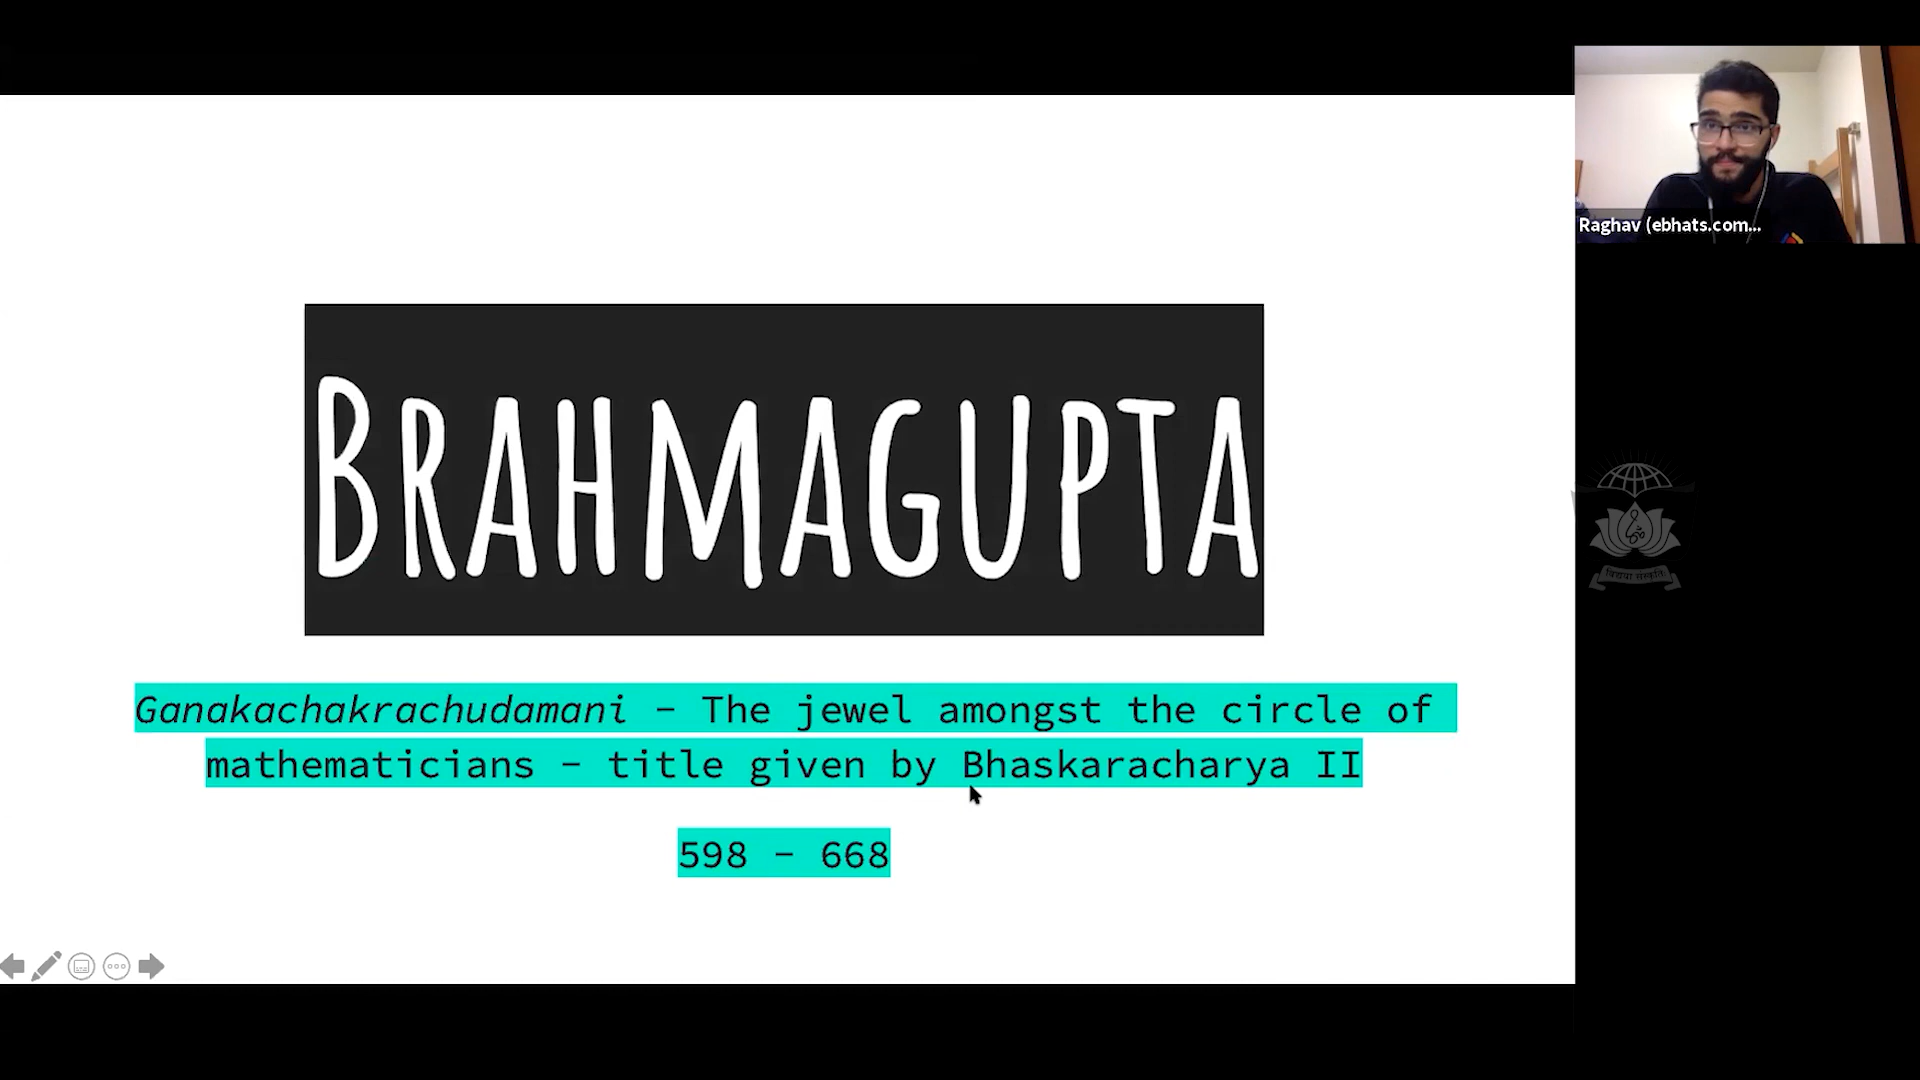 Raghav (ebhats.com...
BRAHMAGUPTA
Ganakachakrachudamani - The jewel amongst the circle of
mathematicians - title given by Bhaskaracharya II
598 - 668
विद्यया संस्कृतिः